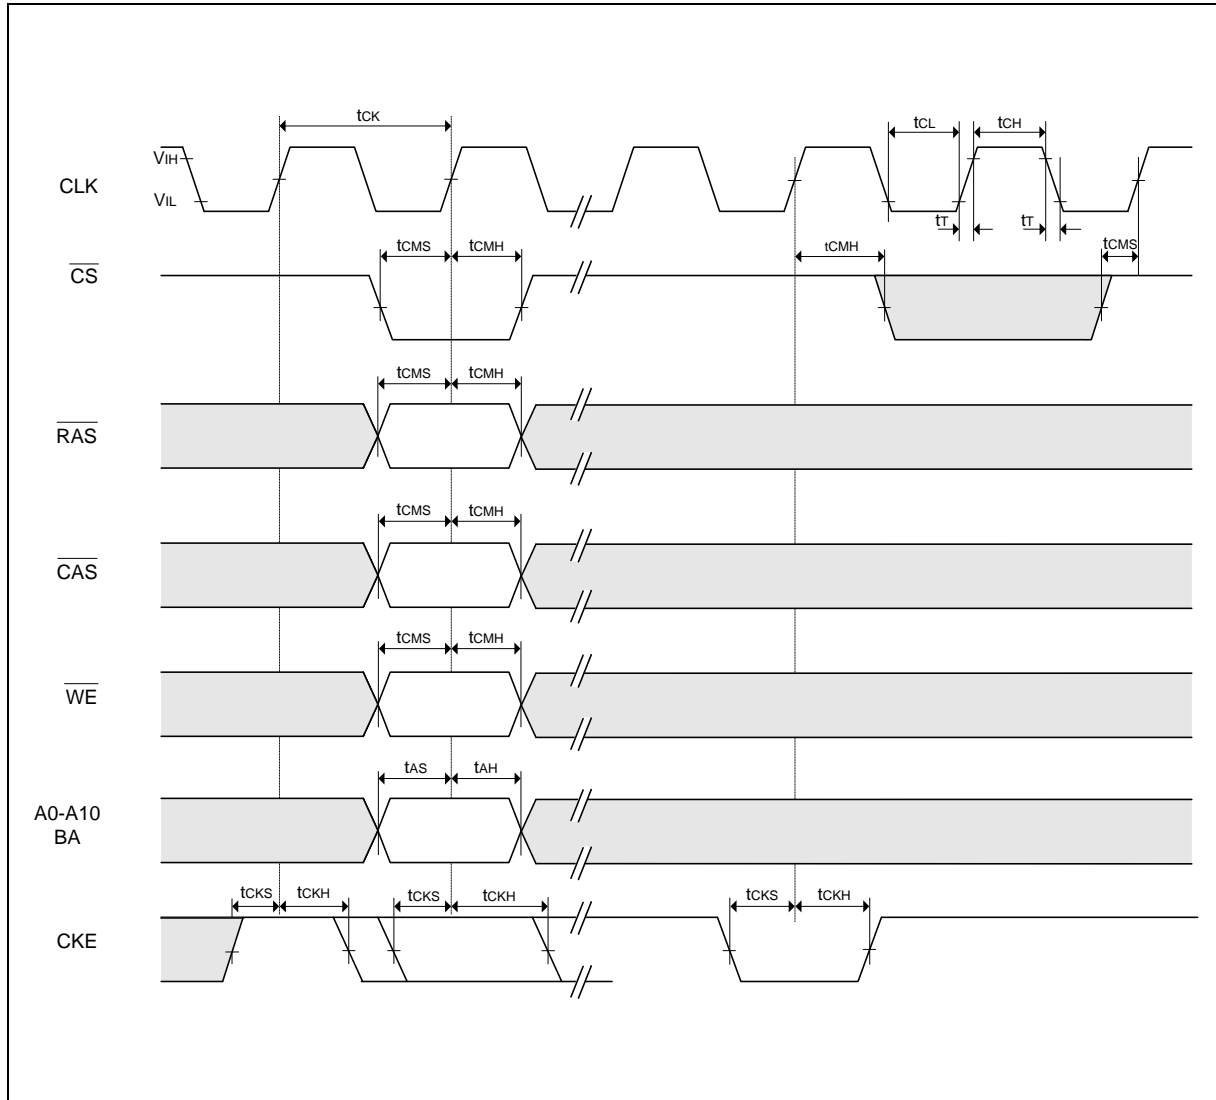 tCK
tCL
tCH
VIH
CLK
VIL
tT
tT
tCMS
tCMH
tCMH
tCMS
CS
tCMS
tCMH
RAS
tCMS
tCMH
CAS
tCMS
tCMH
WE
tAS
tAH
A0-A10
BA
tCKS
tCKH
tCKS
tCKH
tCKS
tCKH
CKE